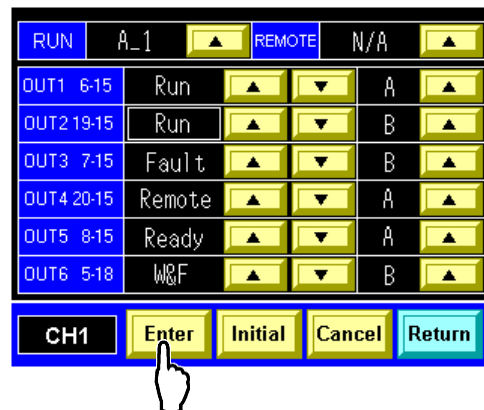 RUN A_1 ▲ REMOTE N/A ▲
OUT1 6-15 Run ▲ ▼ A ▲
OUT2 19-15 Run ▲ ▼ B ▲
OUT3 7-15 Fault ▲ ▼ B ▲
OUT4 20-15 Remote ▲ ▼ A ▲
OUT5 8-15 Ready ▲ ▼ A ▲
OUT6 5-18 W&F ▲ ▼ B ▲
CH1 Enter Initial Cancel Return